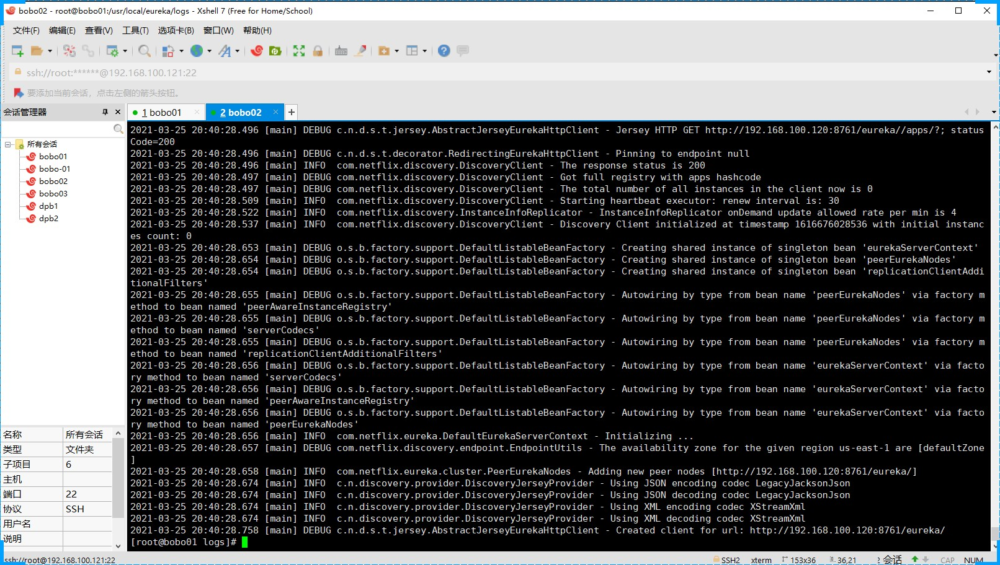 bobo02 - root@bobo01:/usr/local/eureka/logs - Xshell 7 (Free for Home/School)
文件(F) 编辑(E) 查看(V) 工具(T) 选项卡(B) 窗口(W) 帮助(H)
ssh://root:******@192.168.100.121:22
要添加当前会话，点击左侧的箭头按钮。
会话管理器
1 bobo01
2 bobo02
所有会话
bobo01
bobo-01
bobo02
bobo03
dpb1
dpb2
名称 所有会话
类型 文件夹
子项目 6
主机
端口 22
协议 SSH
用户名
说明
2021-03-25 20:40:28.496 [main] DEBUG c.n.d.s.t.jersey.AbstractJerseyEurekaHttpClient - Jersey HTTP GET http://192.168.100.120:8761/eureka//apps/?; status
Code=200
2021-03-25 20:40:28.496 [main] DEBUG c.n.d.s.t.decorator.RedirectingEurekaHttpClient - Pinning to endpoint null
2021-03-25 20:40:28.496 [main] INFO  com.netflix.discovery.DiscoveryClient - The response status is 200
2021-03-25 20:40:28.497 [main] DEBUG com.netflix.discovery.DiscoveryClient - Got full registry with apps hashcode
2021-03-25 20:40:28.497 [main] DEBUG com.netflix.discovery.DiscoveryClient - The total number of all instances in the client now is 0
2021-03-25 20:40:28.509 [main] INFO  com.netflix.discovery.DiscoveryClient - Starting heartbeat executor: renew interval is: 30
2021-03-25 20:40:28.522 [main] INFO  com.netflix.discovery.InstanceInfoReplicator - InstanceInfoReplicator onDemand update allowed rate per min is 4
2021-03-25 20:40:28.537 [main] INFO  com.netflix.discovery.DiscoveryClient - Discovery Client initialized at timestamp 1616676028536 with initial instanc
es count: 0
2021-03-25 20:40:28.653 [main] DEBUG o.s.b.factory.support.DefaultListableBeanFactory - Creating shared instance of singleton bean 'eurekaServerContext'
2021-03-25 20:40:28.654 [main] DEBUG o.s.b.factory.support.DefaultListableBeanFactory - Creating shared instance of singleton bean 'peerEurekaNodes'
2021-03-25 20:40:28.654 [main] DEBUG o.s.b.factory.support.DefaultListableBeanFactory - Creating shared instance of singleton bean 'replicationClientAddi
tionalFilters'
2021-03-25 20:40:28.655 [main] DEBUG o.s.b.factory.support.DefaultListableBeanFactory - Autowiring by type from bean name 'peerEurekaNodes' via factory m
ethod to bean named 'peerAwareInstanceRegistry'
2021-03-25 20:40:28.655 [main] DEBUG o.s.b.factory.support.DefaultListableBeanFactory - Autowiring by type from bean name 'peerEurekaNodes' via factory m
ethod to bean named 'serverCodecs'
2021-03-25 20:40:28.655 [main] DEBUG o.s.b.factory.support.DefaultListableBeanFactory - Autowiring by type from bean name 'peerEurekaNodes' via factory m
ethod to bean named 'replicationClientAdditionalFilters'
2021-03-25 20:40:28.656 [main] DEBUG o.s.b.factory.support.DefaultListableBeanFactory - Autowiring by type from bean name 'eurekaServerContext' via facto
ry method to bean named 'serverCodecs'
2021-03-25 20:40:28.656 [main] DEBUG o.s.b.factory.support.DefaultListableBeanFactory - Autowiring by type from bean name 'eurekaServerContext' via facto
ry method to bean named 'peerAwareInstanceRegistry'
2021-03-25 20:40:28.656 [main] DEBUG o.s.b.factory.support.DefaultListableBeanFactory - Autowiring by type from bean name 'eurekaServerContext' via facto
ry method to bean named 'peerEurekaNodes'
2021-03-25 20:40:28.656 [main] INFO  com.netflix.eureka.DefaultEurekaServerContext - Initializing ...
2021-03-25 20:40:28.657 [main] DEBUG com.netflix.discovery.endpoint.EndpointUtils - The availability zone for the given region us-east-1 are [defaultZone
]
2021-03-25 20:40:28.658 [main] INFO  com.netflix.eureka.cluster.PeerEurekaNodes - Adding new peer nodes [http://192.168.100.120:8761/eureka/]
2021-03-25 20:40:28.674 [main] INFO  c.n.discovery.provider.DiscoveryJerseyProvider - Using JSON encoding codec LegacyJacksonJson
2021-03-25 20:40:28.674 [main] INFO  c.n.discovery.provider.DiscoveryJerseyProvider - Using JSON decoding codec LegacyJacksonJson
2021-03-25 20:40:28.674 [main] INFO  c.n.discovery.provider.DiscoveryJerseyProvider - Using XML encoding codec XStreamXml
2021-03-25 20:40:28.674 [main] INFO  c.n.discovery.provider.DiscoveryJerseyProvider - Using XML decoding codec XStreamXml
2021-03-25 20:40:28.758 [main] DEBUG c.n.d.s.t.jersey.AbstractJerseyEurekaHttpClient - Created client for url: http://192.168.100.120:8761/eureka/
[root@bobo01 logs]#
ssh://root@192.168.100.121:22
SSH2 xterm 153x36 36,21 2 会话 CAP NUM